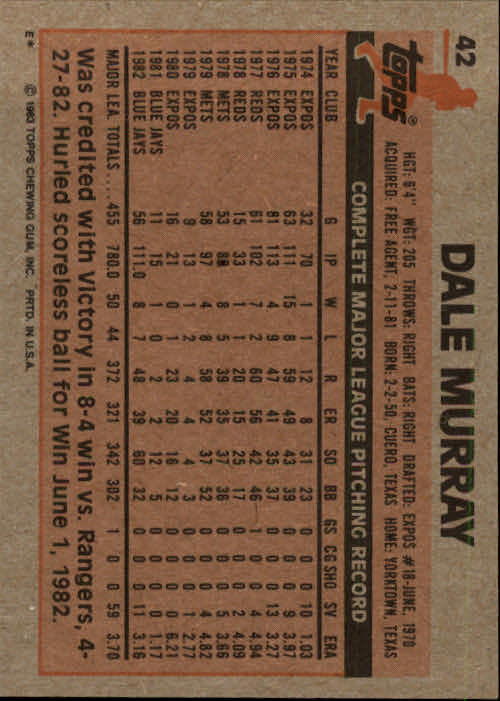 42
DALE MURRAY
topps®
HGT: 6'4" WGT: 205 THROWS: RIGHT BATS: RIGHT DRAFTED: EXPOS #18-JUNE, 1970
ACQUIRED: FREE AGENT, 2-11-81 BORN: 2-2-50, CUERO, TEXAS HOME: YORKTOWN, TEXAS
COMPLETE MAJOR LEAGUE PITCHING RECORD
YEAR CLUB G IP W L R ER SO BB GS CG SHO SV ERA
1974 EXPOS 32 70 1 1 12 8 31 23 0 0 0 10 1.03
1975 EXPOS 63 111 15 8 59 49 43 39 0 0 0 9 3.97
1976 EXPOS 81 113 4 9 47 41 35 37 0 0 0 13 3.27
1977 REDS 61 102 7 2 60 56 42 46 1 0 0 4 4.94
1978 REDS 15 33 1 1 20 15 25 17 0 0 0 2 4.09
1978 METS 53 86 8 5 39 35 37 36 0 0 0 5 3.66
1979 METS 58 97 4 8 58 52 37 52 0 0 0 4 4.82
1979 EXPOS 9 13 1 2 4 4 4 3 0 0 0 1 2.77
1980 EXPOS 16 21 0 1 23 20 16 12 0 0 0 0 6.21
1981 BLUE JAYS 11 15 1 0 2 2 12 5 0 0 0 0 1.17
1982 BLUE JAYS 56 111.0 8 7 48 39 60 32 0 0 0 11 3.16
MAJOR LEA. TOTALS .... 455 780.0 50 44 372 321 342 302 1 0 0 59 3.70
Was credited with Victory in 8-4 win vs. Rangers, 4-
27-82. Hurled scoreless ball for Win June 1, 1982.
E* © 1983 TOPPS CHEWING GUM, INC. PRTD. IN U.S.A.